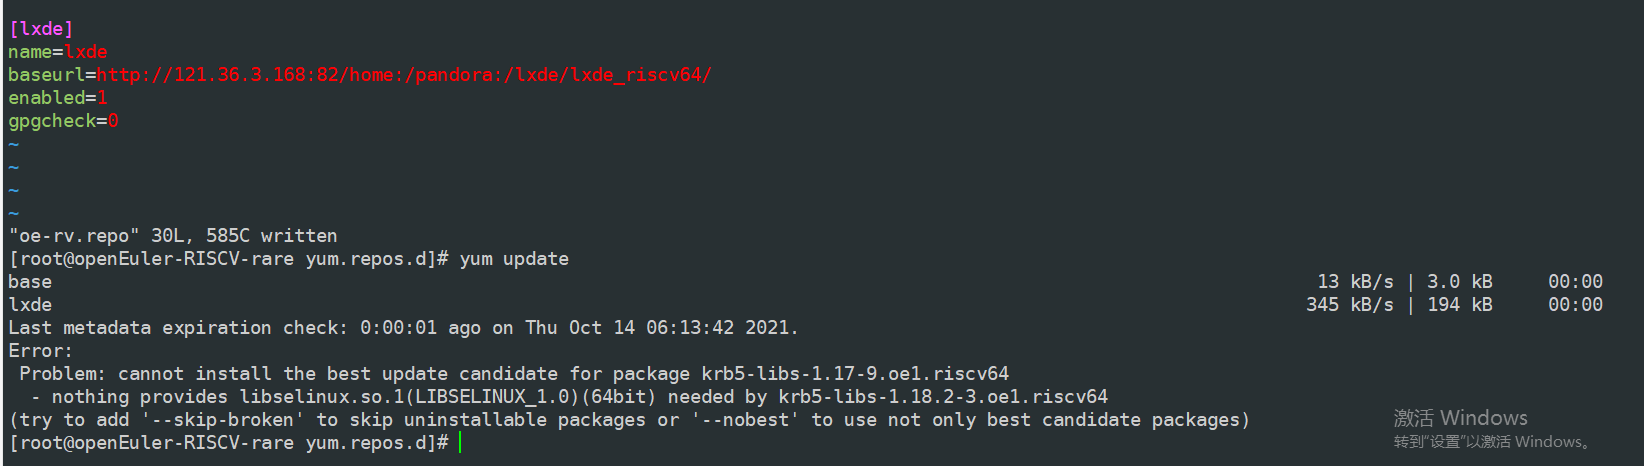 [lxde]
name=lxde
baseurl=http://121.36.3.168:82/home:/pandora:/lxde/lxde_riscv64/
enabled=1
gpgcheck=0
~
~
~
~
"oe-rv.repo" 30L, 585C written
[root@openEuler-RISCV-rare yum.repos.d]# yum update
base 13 kB/s | 3.0 kB 00:00
lxde 345 kB/s | 194 kB 00:00
Last metadata expiration check: 0:00:01 ago on Thu Oct 14 06:13:42 2021.
Error:
 Problem: cannot install the best update candidate for package krb5-libs-1.17-9.oe1.riscv64
  - nothing provides libselinux.so.1(LIBSELINUX_1.0)(64bit) needed by krb5-libs-1.18.2-3.oe1.riscv64
(try to add '--skip-broken' to skip uninstallable packages or '--nobest' to use not only best candidate packages)
[root@openEuler-RISCV-rare yum.repos.d]#
激活 Windows
转到"设置"以激活 Windows。